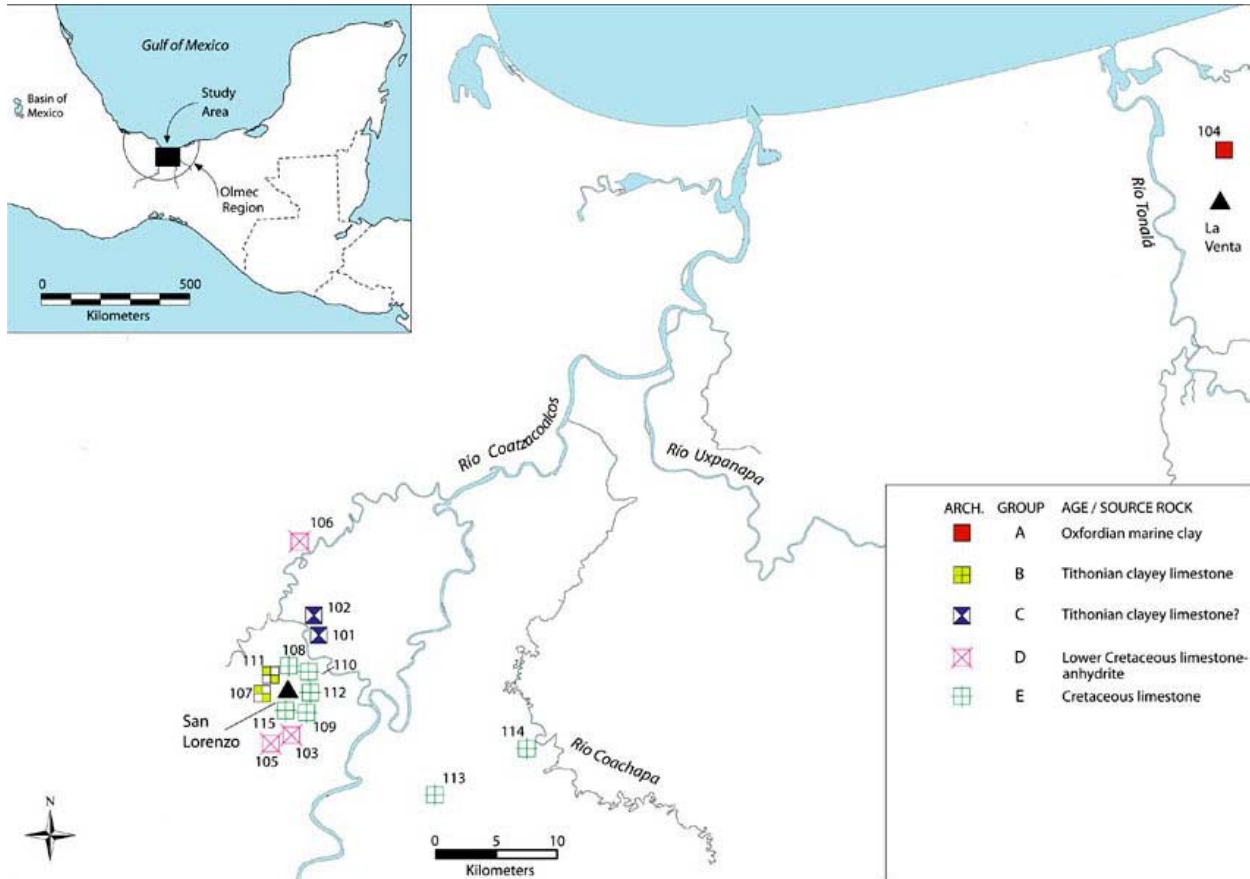 Gulf of Mexico
Basin of
Mexico
Study
Area
Olmec
Region
0 500
Kilometers
104
La
Venta
Río Tonalá
Río Coatzacoalcos
Río Uxpanapa
106
102
101
108
111
110
107
112
San
Lorenzo
115
109
105
103
114
Río Coachapa
113
N
0 5 10
Kilometers
ARCH. GROUP AGE / SOURCE ROCK
A Oxfordian marine clay
B Tithonian clayey limestone
C Tithonian clayey limestone?
D Lower Cretaceous limestone-
anhydrite
E Cretaceous limestone